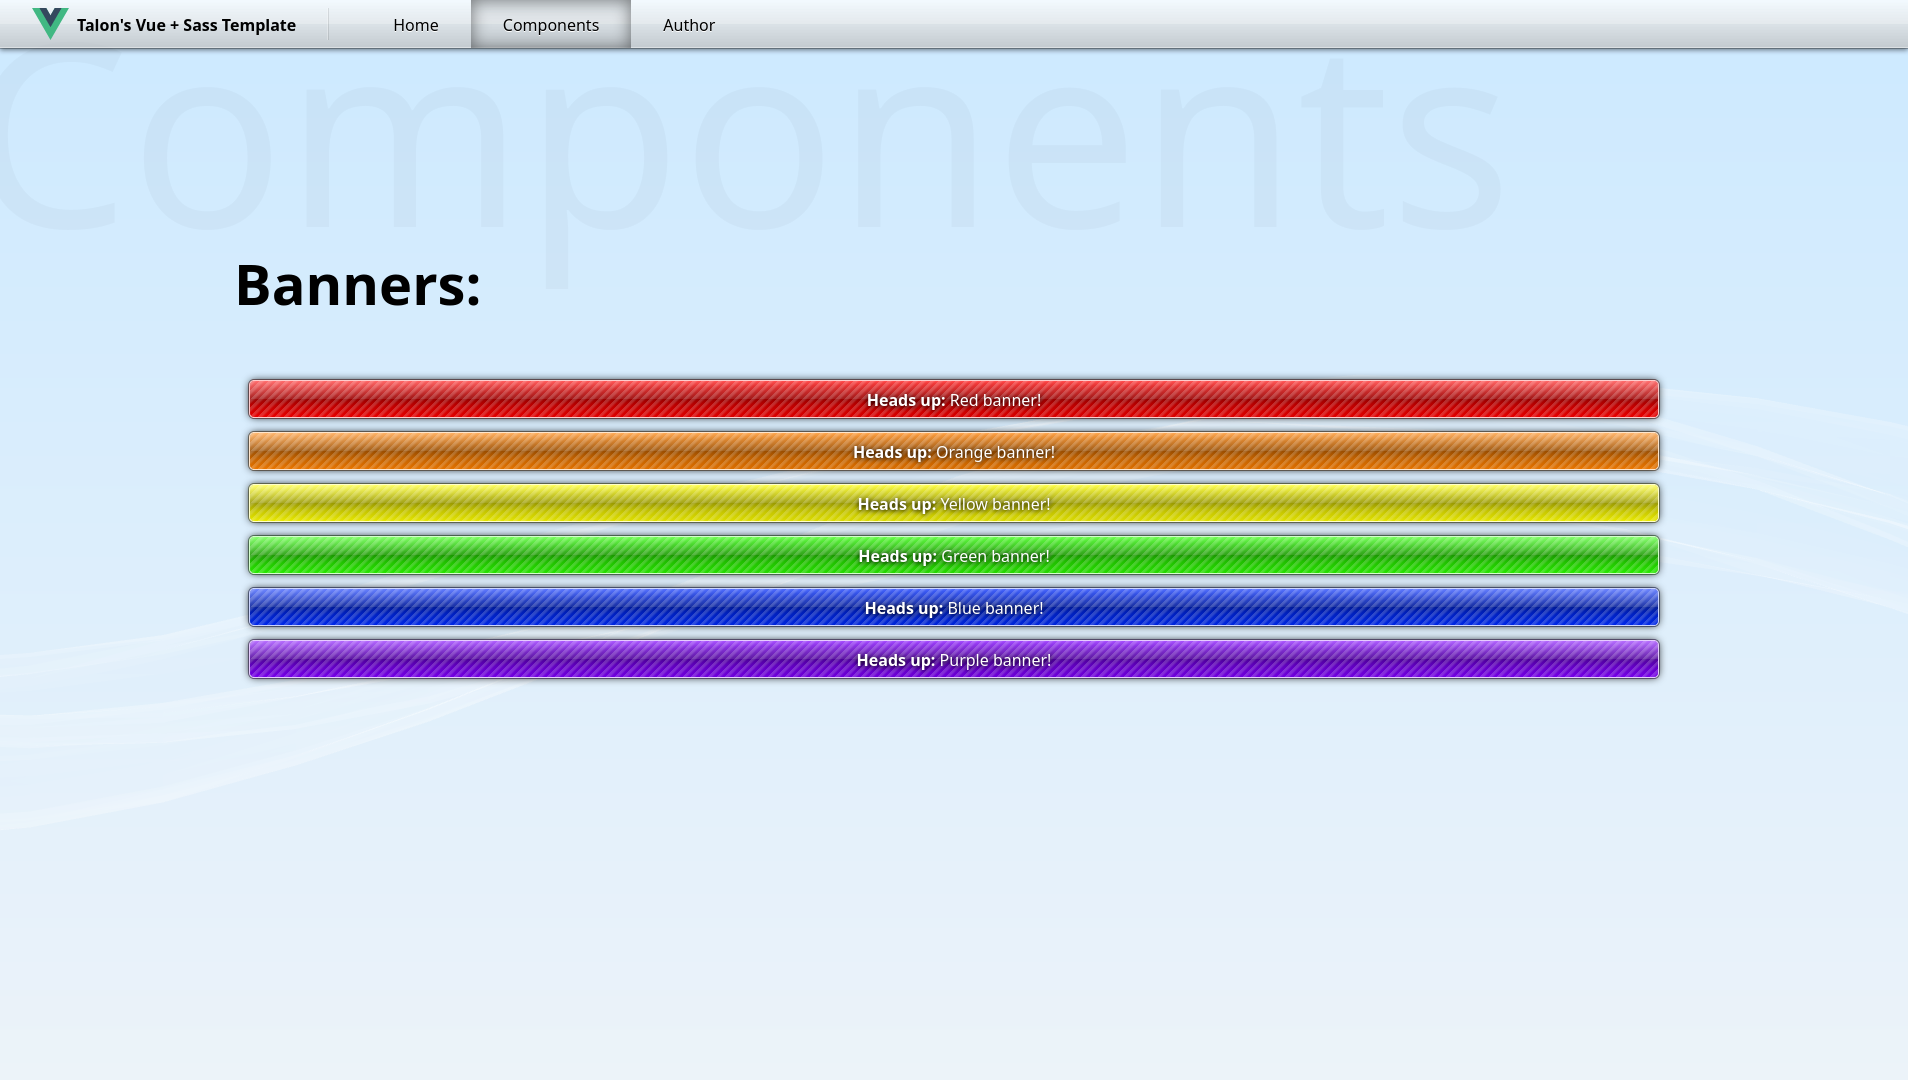 Talon's Vue + Sass Template Home Components Author
Components
Banners:
Heads up: Red banner!
Heads up: Orange banner!
Heads up: Yellow banner!
Heads up: Green banner!
Heads up: Blue banner!
Heads up: Purple banner!